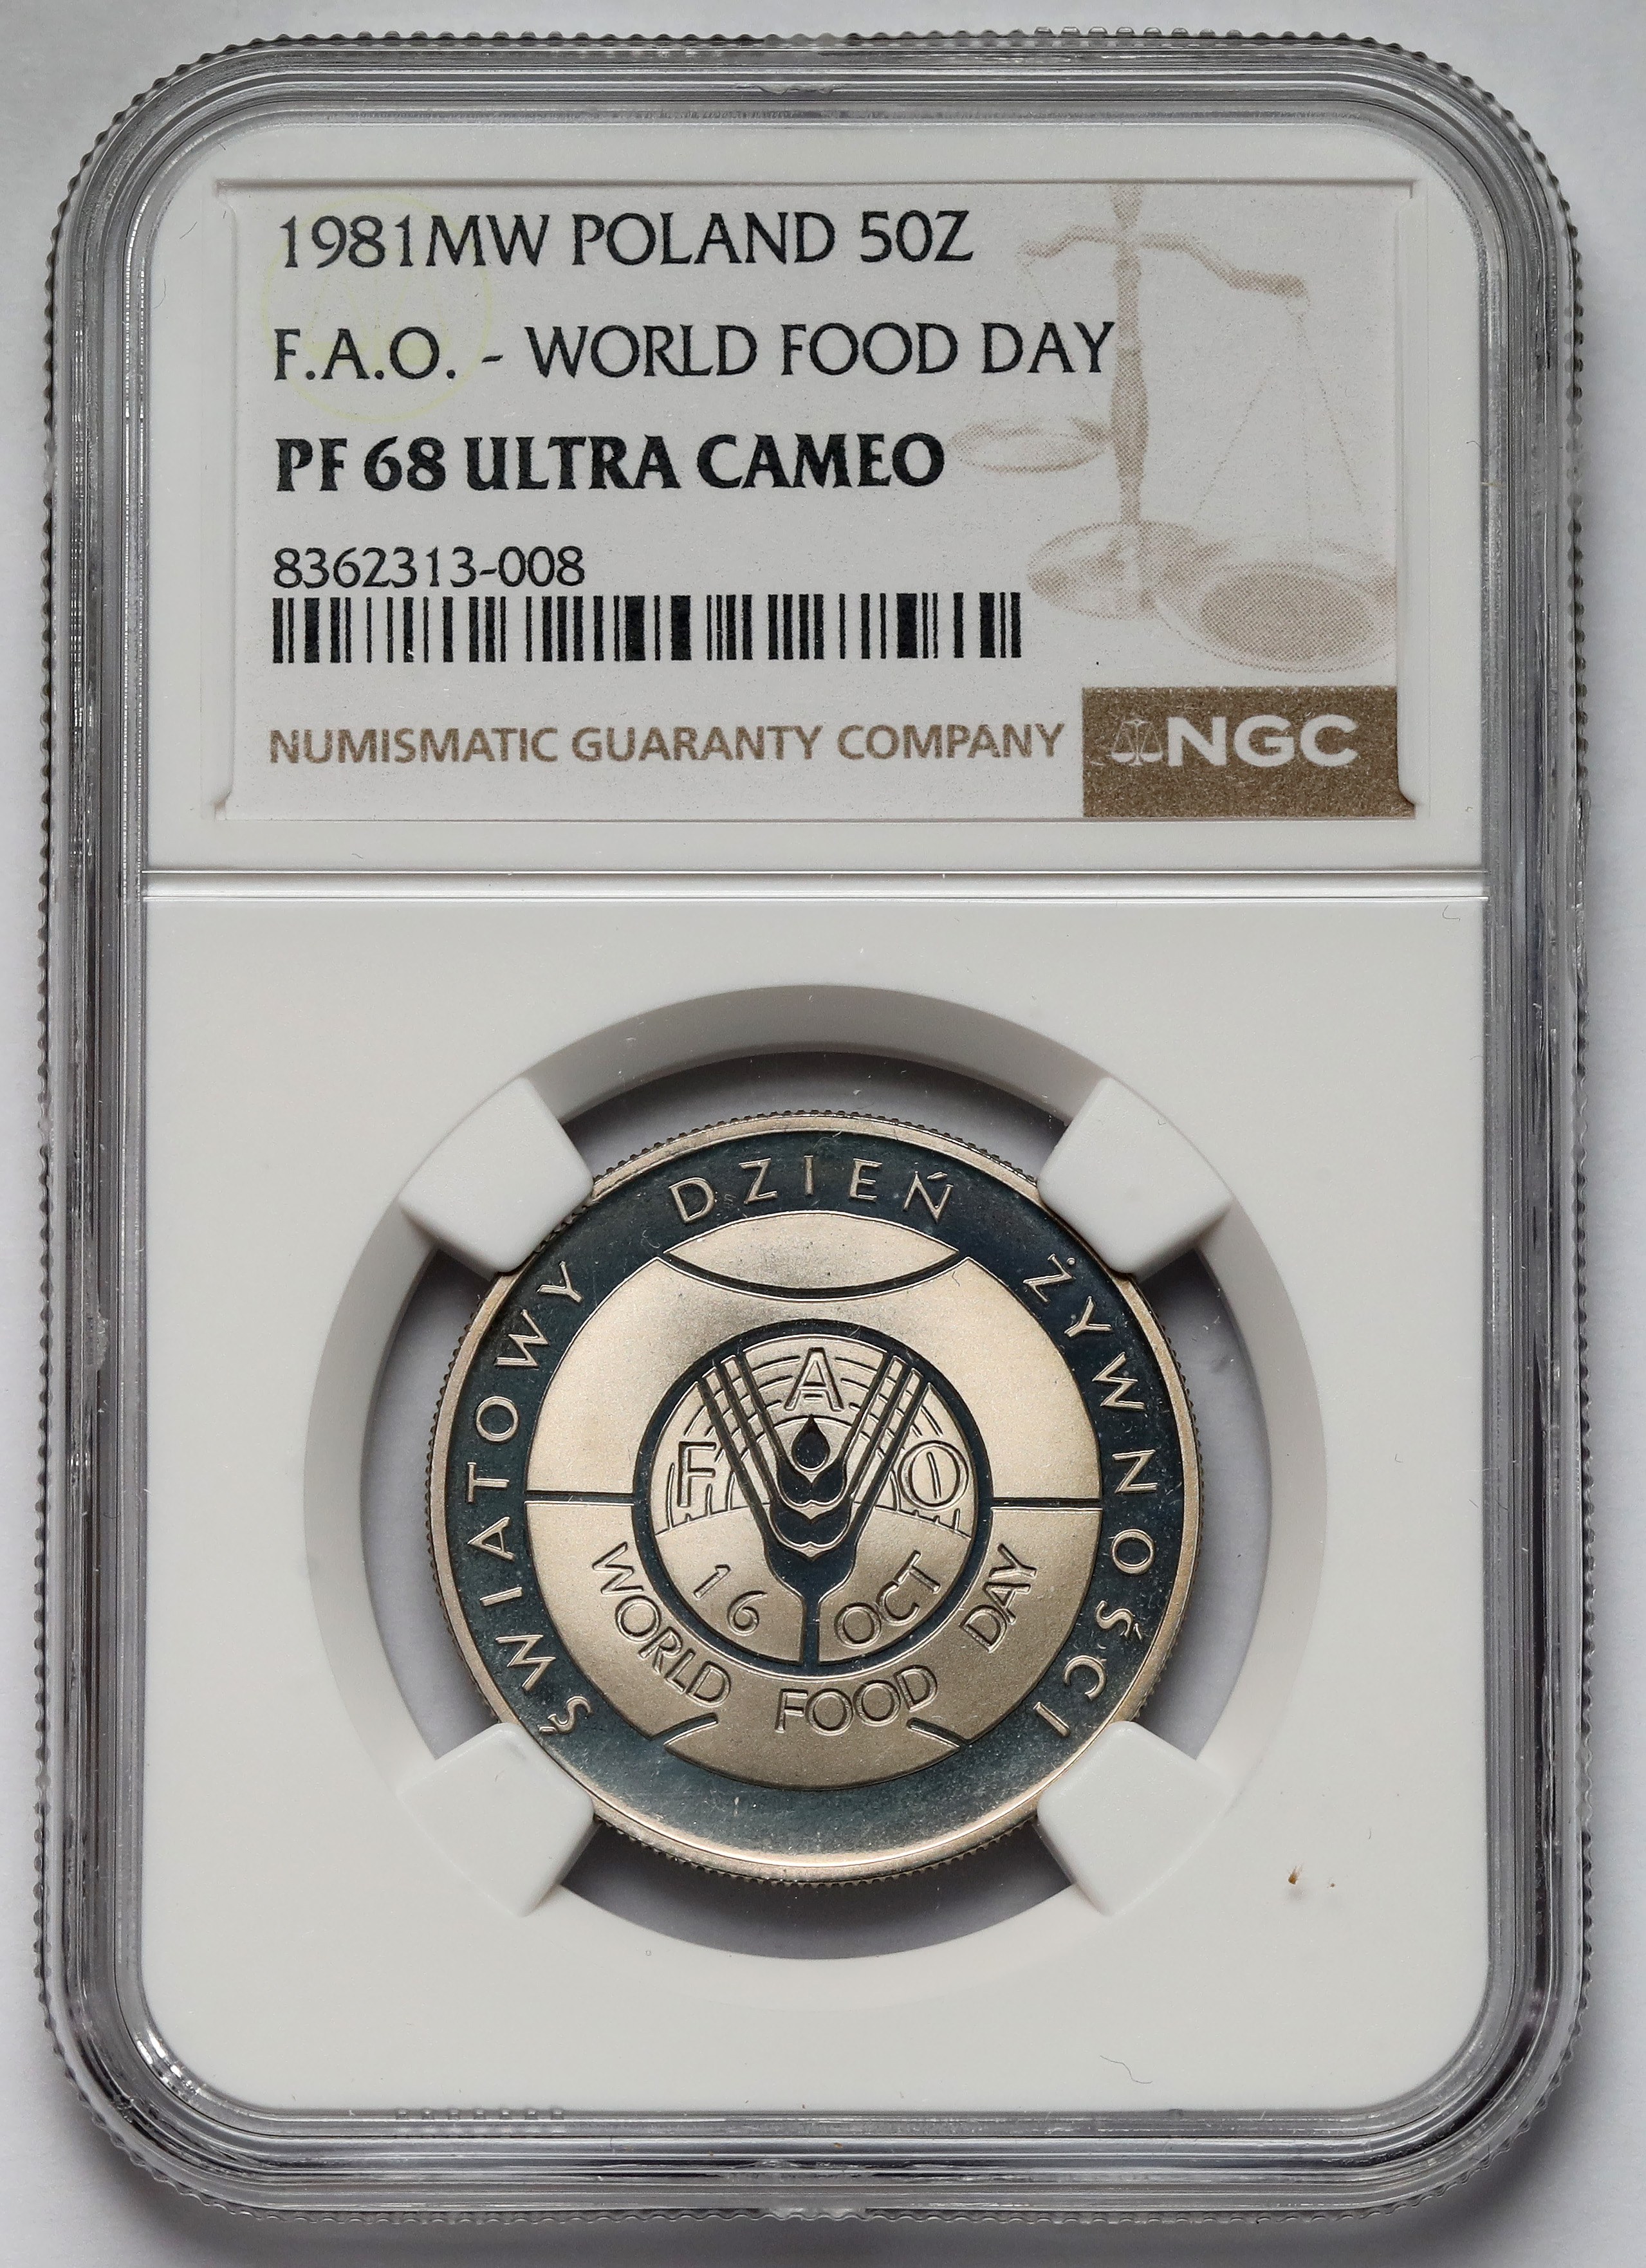 1981MW POLAND 50Z
F.A.O. - WORLD FOOD DAY
PF 68 ULTRA CAMEO
8362313-008
NUMISMATIC GUARANTY COMPANY
NGC
ŚWIATOWY DZIEŃ ŻYWNOŚCI
F A O
16 OCT
WORLD FOOD DAY